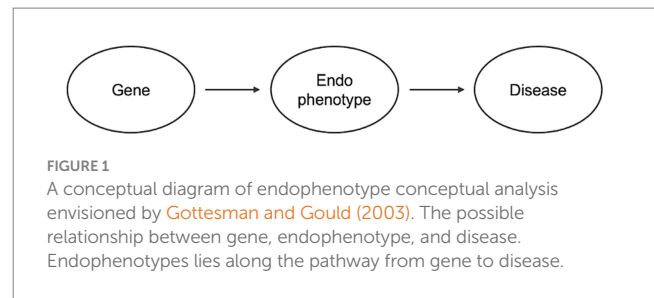 Gene
Endo
phenotype
Disease
FIGURE 1
A conceptual diagram of endophenotype conceptual analysis
envisioned by Gottesman and Gould (2003). The possible
relationship between gene, endophenotype, and disease.
Endophenotypes lies along the pathway from gene to disease.